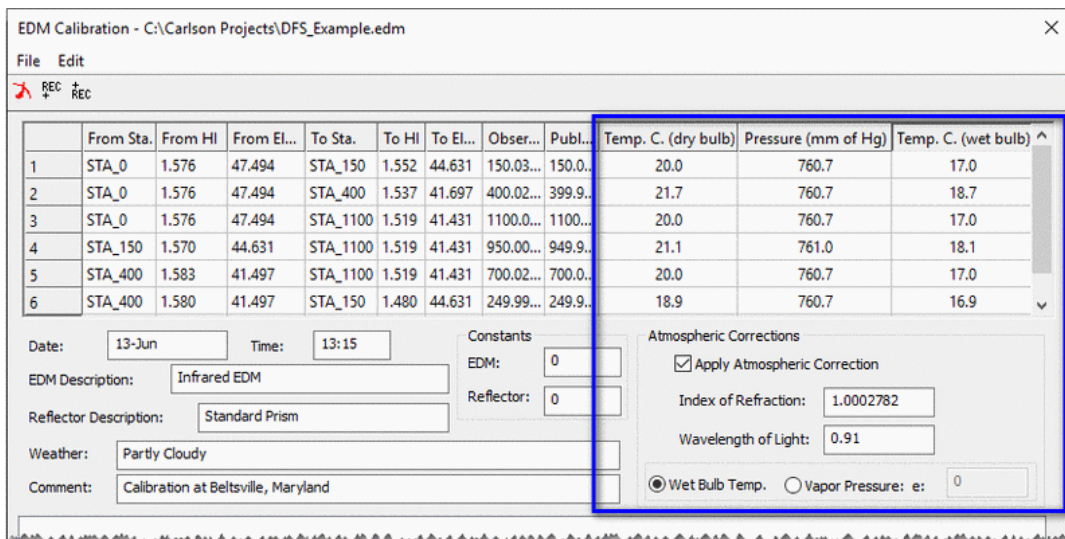 EDM Calibration - C:\Carlson Projects\DFS_Example.edm
File Edit
REC REC
From Sta. From HI From El... To Sta. To HI To El... Obser... Publ... Temp. C. (dry bulb) Pressure (mm of Hg) Temp. C. (wet bulb)
1 STA_0 1.576 47.494 STA_150 1.552 44.631 150.03... 150.0... 20.0 760.7 17.0
2 STA_0 1.576 47.494 STA_400 1.537 41.697 400.02... 399.9... 21.7 760.7 18.7
3 STA_0 1.576 47.494 STA_1100 1.519 41.431 1100.0... 1100... 20.0 760.7 17.0
4 STA_150 1.570 44.631 STA_1100 1.519 41.431 950.00... 949.9... 21.1 761.0 18.1
5 STA_400 1.583 41.497 STA_1100 1.519 41.431 700.02... 700.0... 20.0 760.7 17.0
6 STA_400 1.580 41.497 STA_150 1.480 44.631 249.99... 249.9... 18.9 760.7 16.9
Date: 13-Jun Time: 13:15
EDM Description: Infrared EDM
Reflector Description: Standard Prism
Constants
EDM: 0
Reflector: 0
Weather: Partly Cloudy
Comment: Calibration at Beltsville, Maryland
Atmospheric Corrections
Apply Atmospheric Correction
Index of Refraction: 1.0002782
Wavelength of Light: 0.91
Wet Bulb Temp. Vapor Pressure: e: 0